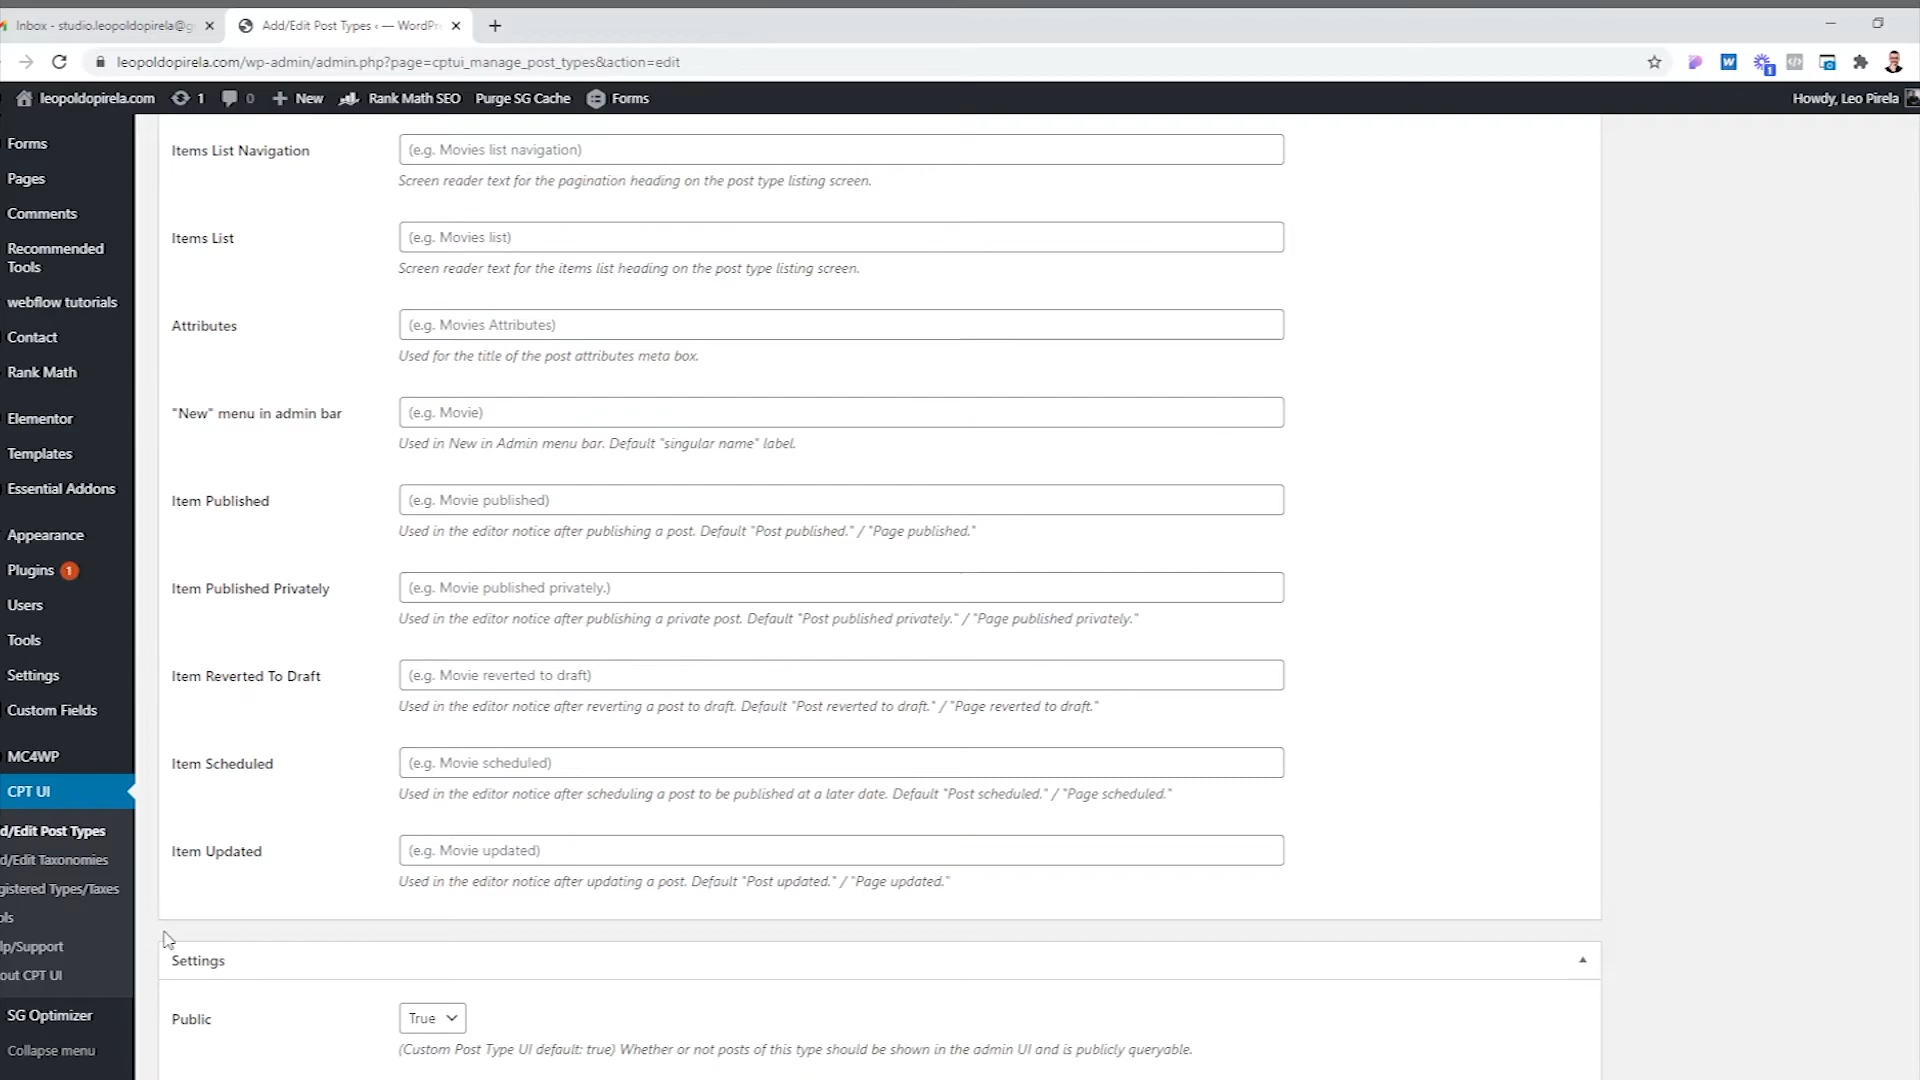 Inbox - studio.leopoldopirela@g
Add/Edit Post Types ‹ — WordPr
leopoldopirela.com/wp-admin/admin.php?page=cptui_manage_post_types&action=edit
leopoldopirela.com 1 0 New Rank Math SEO Purge SG Cache Forms Howdy, Leo Pirela
Forms
Pages
Comments
Recommended
Tools
webflow tutorials
Contact
Rank Math
Elementor
Templates
Essential Addons
Appearance
Plugins 1
Users
Tools
Settings
Custom Fields
MC4WP
CPT UI
d/Edit Post Types
d/Edit Taxonomies
gistered Types/Taxes
ols
lp/Support
out CPT UI
SG Optimizer
Collapse menu
Items List Navigation
(e.g. Movies list navigation)
Screen reader text for the pagination heading on the post type listing screen.
Items List
(e.g. Movies list)
Screen reader text for the items list heading on the post type listing screen.
Attributes
(e.g. Movies Attributes)
Used for the title of the post attributes meta box.
"New" menu in admin bar
(e.g. Movie)
Used in New in Admin menu bar. Default "singular name" label.
Item Published
(e.g. Movie published)
Used in the editor notice after publishing a post. Default "Post published." / "Page published."
Item Published Privately
(e.g. Movie published privately.)
Used in the editor notice after publishing a private post. Default "Post published privately." / "Page published privately."
Item Reverted To Draft
(e.g. Movie reverted to draft)
Used in the editor notice after reverting a post to draft. Default "Post reverted to draft." / "Page reverted to draft."
Item Scheduled
(e.g. Movie scheduled)
Used in the editor notice after scheduling a post to be published at a later date. Default "Post scheduled." / "Page scheduled."
Item Updated
(e.g. Movie updated)
Used in the editor notice after updating a post. Default "Post updated." / "Page updated."
Settings
Public
True
(Custom Post Type UI default: true) Whether or not posts of this type should be shown in the admin UI and is publicly queryable.